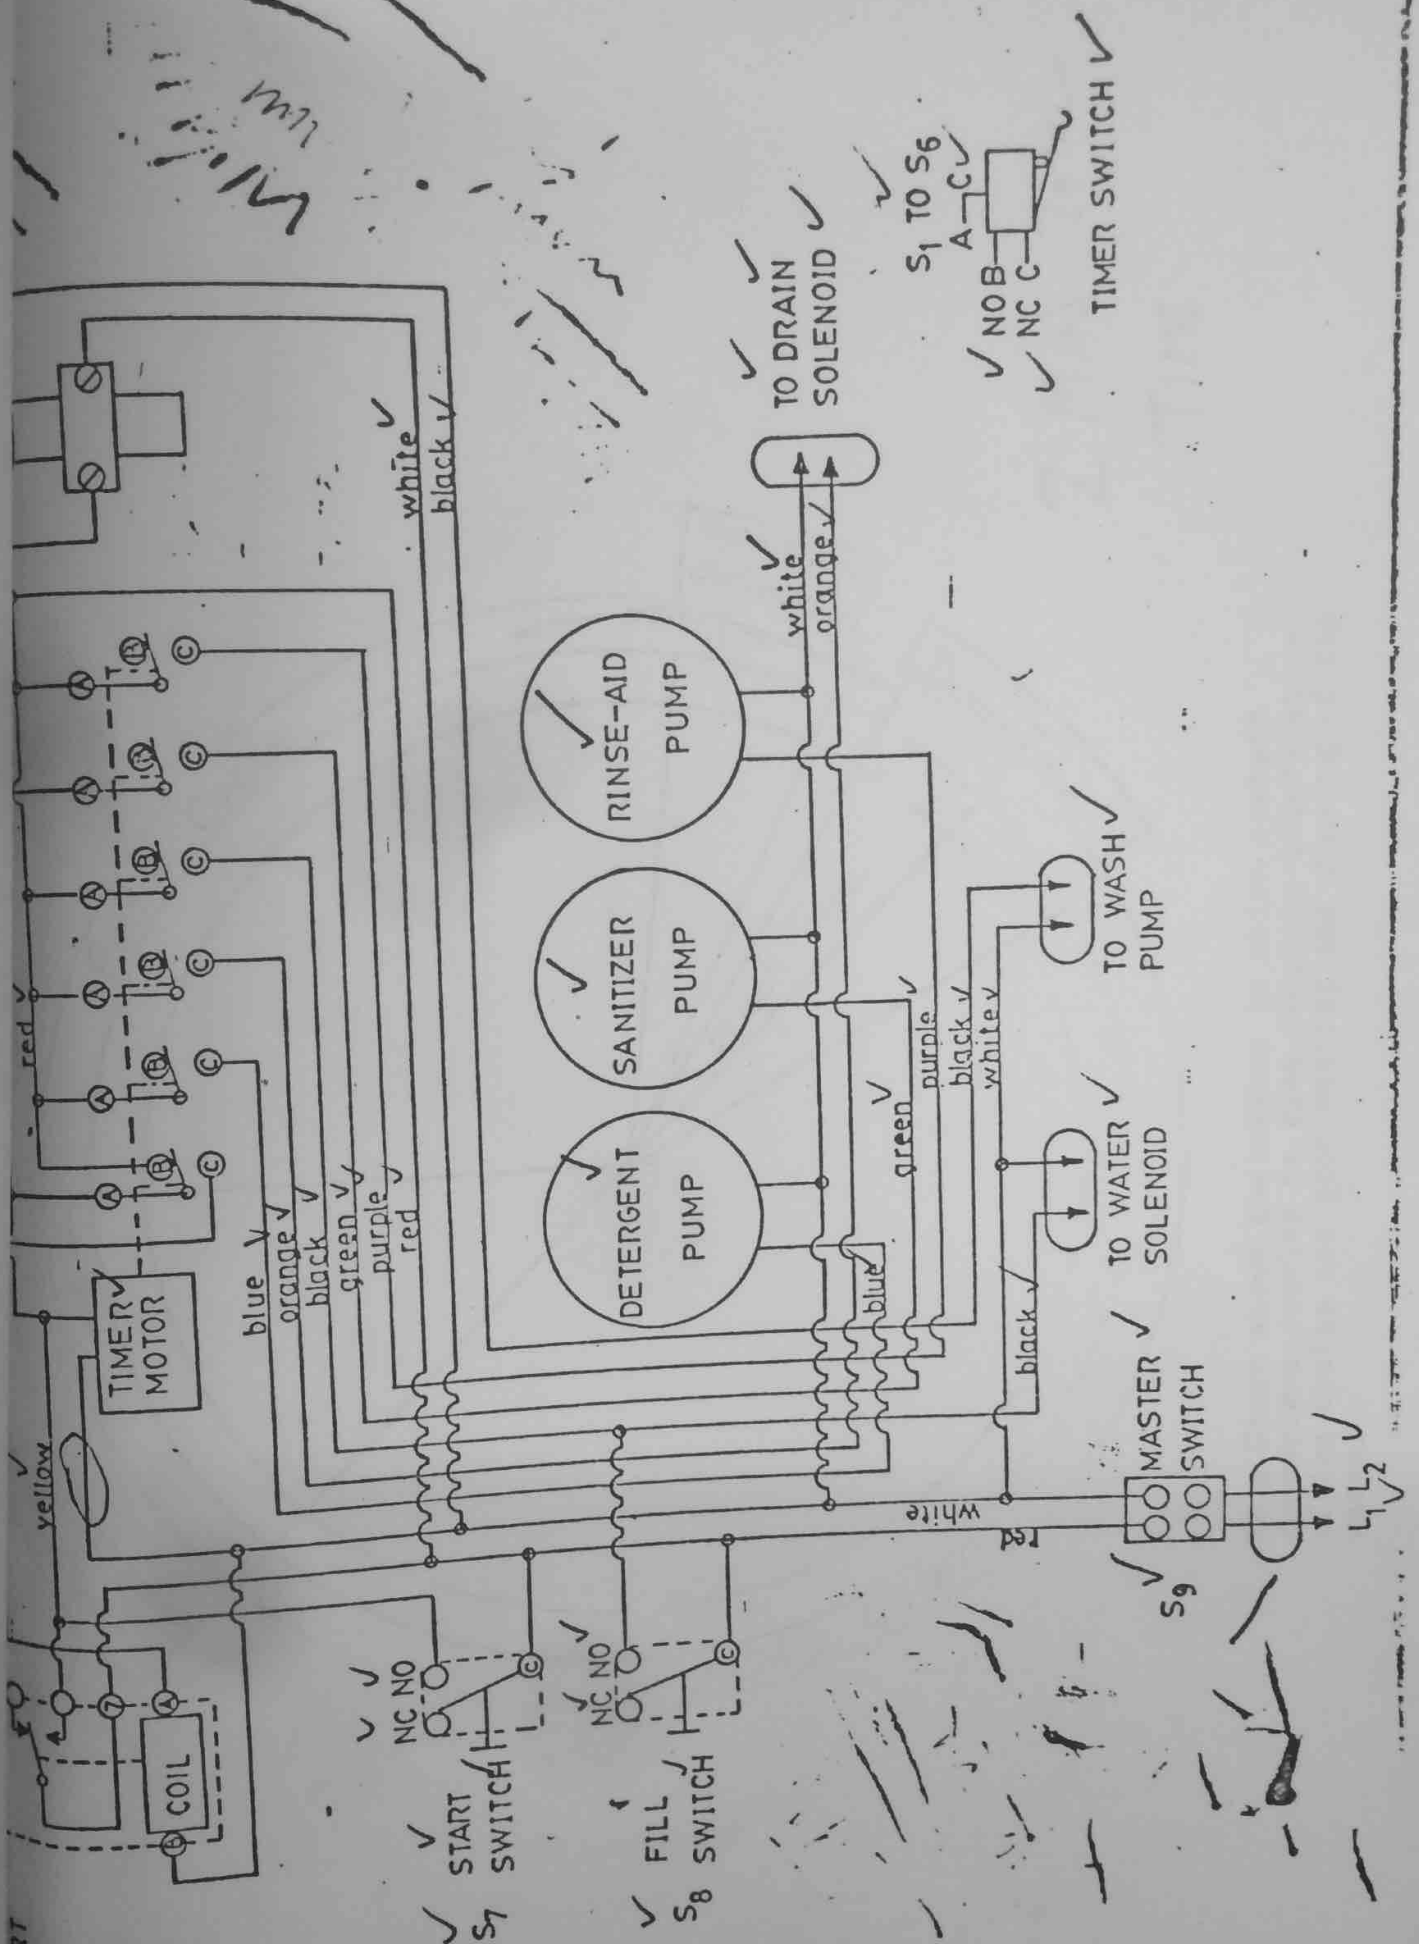 RT
yellow
red
TIMER
MOTOR
A
B
C
A
B
C
A
B
C
A
B
C
A
B
C
A
B
C
COIL
A
B
7
4
blue
orange
black
green
purple
red
white
black
START
SWITCH
S7
NC NO
C
FILL
SWITCH
S8
NC NO
C
DETERGENT
PUMP
SANITIZER
PUMP
RINSE-AID
PUMP
white
orange
TO DRAIN
SOLENOID
blue
green
purple
black
white
white
red
black
S9
MASTER
SWITCH
L1 L2
TO WATER
SOLENOID
TO WASH
PUMP
S1 TO S6
A C
NO B
NC C
TIMER SWITCH